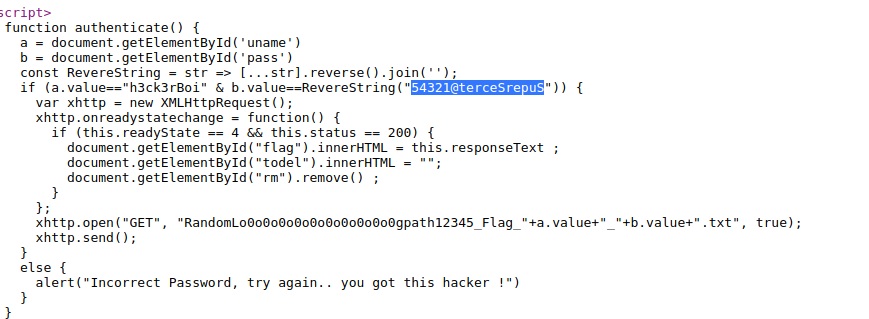 script>
function authenticate() {
a = document.getElementById('uname')
b = document.getElementById('pass')
const RevereString = str => [...str].reverse().join('');
if (a.value=="h3ck3rBoi" & b.value==RevereString("54321@terceSrepuS")) {
var xhttp = new XMLHttpRequest();
xhttp.onreadystatechange = function() {
if (this.readyState == 4 && this.status == 200) {
document.getElementById("flag").innerHTML = this.responseText ;
document.getElementById("todel").innerHTML = "";
document.getElementById("rm").remove() ;
}
};
xhttp.open("GET", "RandomLo0o0o0o0o0o0o0o0o0o0gpath12345_Flag_"+a.value+"_"+b.value+".txt", true);
xhttp.send();
}
else {
alert("Incorrect Password, try again.. you got this hacker !")
}
}